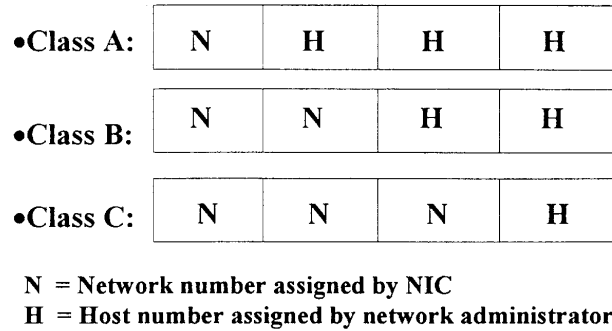 •Class A: N H H H
•Class B: N N H H
•Class C: N N N H
N = Network number assigned by NIC
H = Host number assigned by network administrator